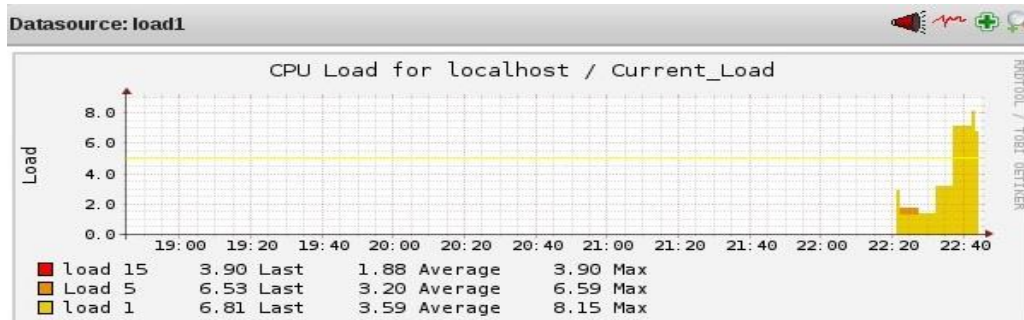 Datasource: load1
CPU Load for localhost / Current_Load
RRDTOOL / TOBI OETIKER
Load
8.0
6.0
4.0
2.0
0.0
19:00 19:20 19:40 20:00 20:20 20:40 21:00 21:20 21:40 22:00 22:20 22:40
load 15 3.90 Last 1.88 Average 3.90 Max
Load 5 6.53 Last 3.20 Average 6.59 Max
load 1 6.81 Last 3.59 Average 8.15 Max